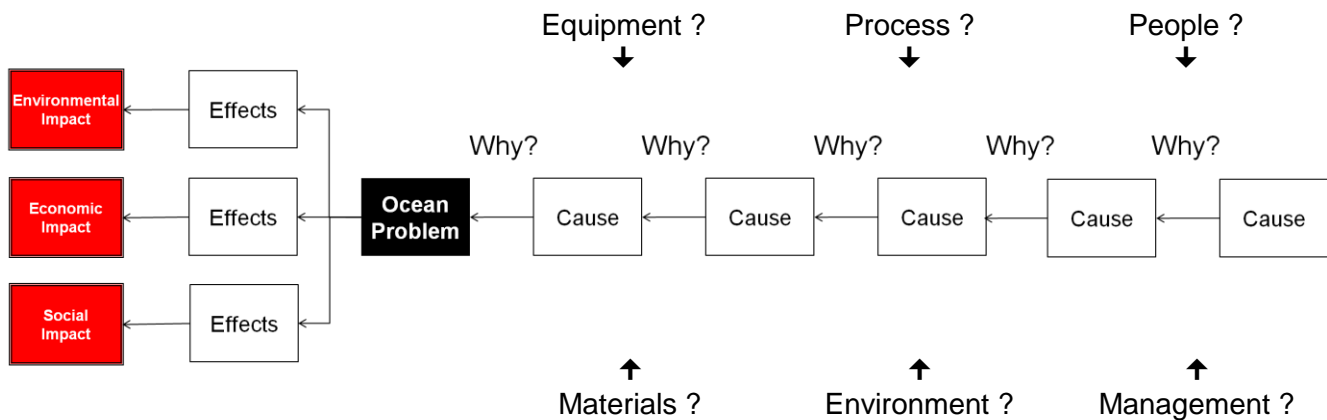 Equipment ?
Process ?
People ?
Environmental
Impact
Effects
Why?
Why?
Why?
Why?
Why?
Economic
Impact
Effects
Ocean
Problem
Cause
Cause
Cause
Cause
Cause
Social
Impact
Effects
Materials ?
Environment ?
Management ?